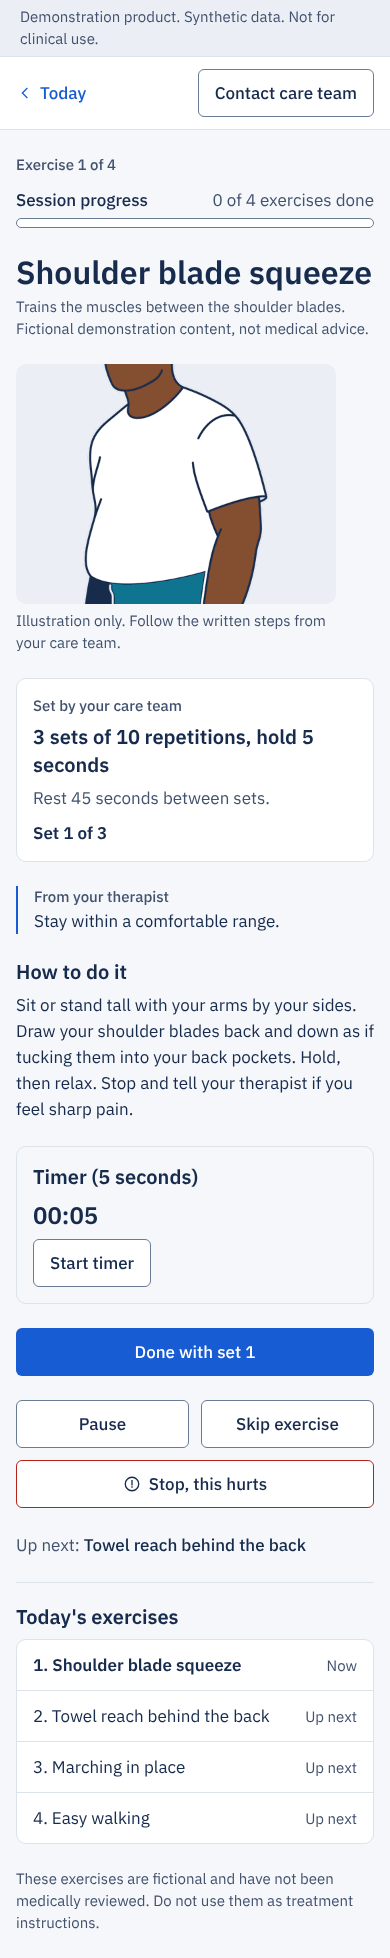 Demonstration product. Synthetic data. Not for
clinical use.
Today
Contact care team
Exercise 1 of 4
Session progress
0 of 4 exercises done
Shoulder blade squeeze
Trains the muscles between the shoulder blades.
Fictional demonstration content, not medical advice.
Illustration only. Follow the written steps from
your care team.
Set by your care team
3 sets of 10 repetitions, hold 5
seconds
Rest 45 seconds between sets.
Set 1 of 3
From your therapist
Stay within a comfortable range.
How to do it
Sit or stand tall with your arms by your sides.
Draw your shoulder blades back and down as if
tucking them into your back pockets. Hold,
then relax. Stop and tell your therapist if you
feel sharp pain.
Timer (5 seconds)
00:05
Start timer
Done with set 1
Pause
Skip exercise
Stop, this hurts
Up next: Towel reach behind the back
Today's exercises
1. Shoulder blade squeeze
Now
2. Towel reach behind the back
Up next
3. Marching in place
Up next
4. Easy walking
Up next
These exercises are fictional and have not been
medically reviewed. Do not use them as treatment
instructions.